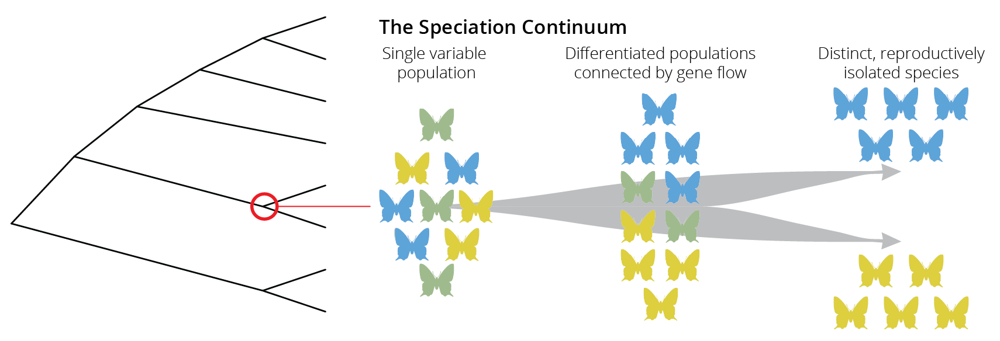 The Speciation Continuum
Single variable
population
Differentiated populations
connected by gene flow
Distinct, reproductively
isolated species